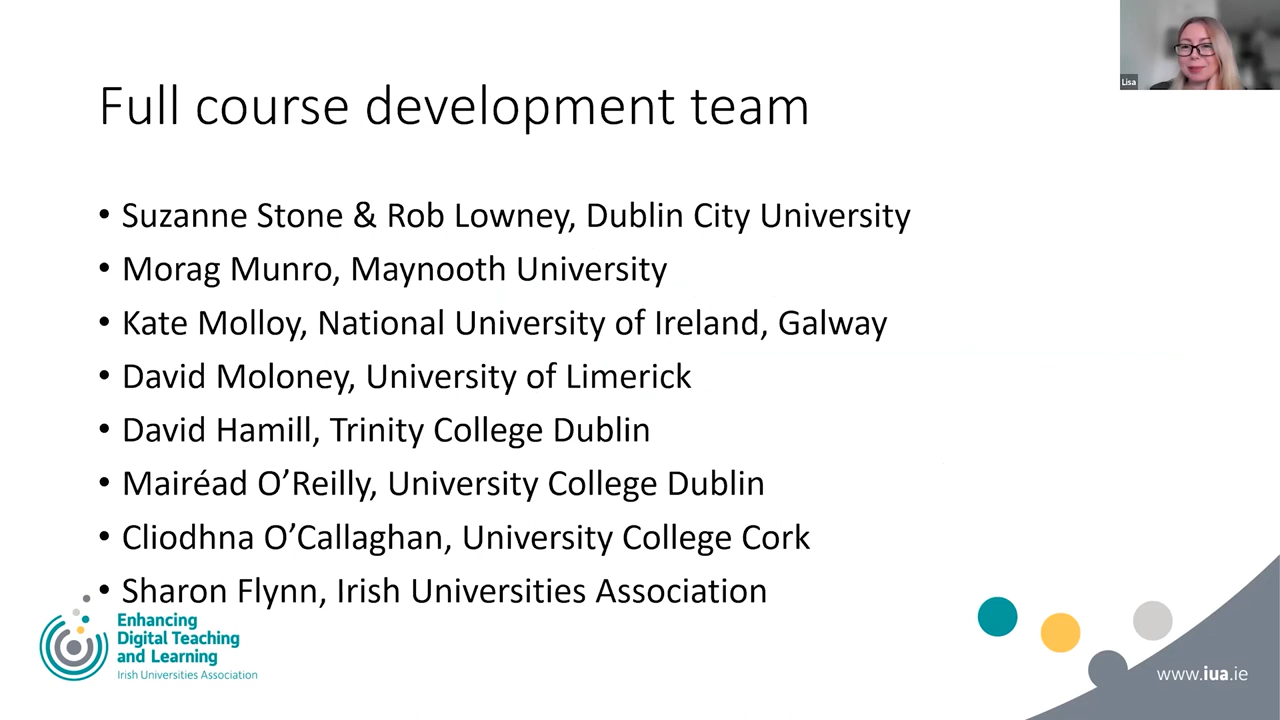 Lisa
Full course development team
• Suzanne Stone & Rob Lowney, Dublin City University
• Morag Munro, Maynooth University
• Kate Molloy, National University of Ireland, Galway
• David Moloney, University of Limerick
• David Hamill, Trinity College Dublin
• Mairéad O’Reilly, University College Dublin
• Cliodhna O’Callaghan, University College Cork
• Sharon Flynn, Irish Universities Association
Enhancing
Digital Teaching
and Learning
Irish Universities Association
www.iua.ie